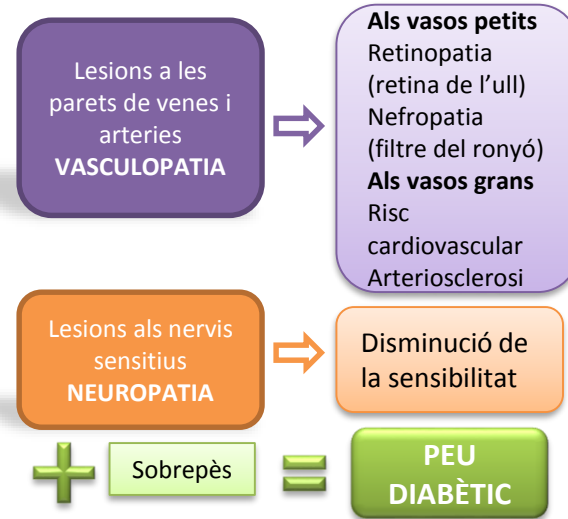 Lesions a les
parets de venes i
arteries
VASCULOPATIA
Als vasos petits
Retinopatia
(retina de l'ull)
Nefropatia
(filtre del ronyó)
Als vasos grans
Risc
cardiovascular
Arteriosclerosi
Lesions als nervis
sensitius
NEUROPATIA
Disminució de
la sensibilitat
Sobrepès
PEU
DIABÈTIC